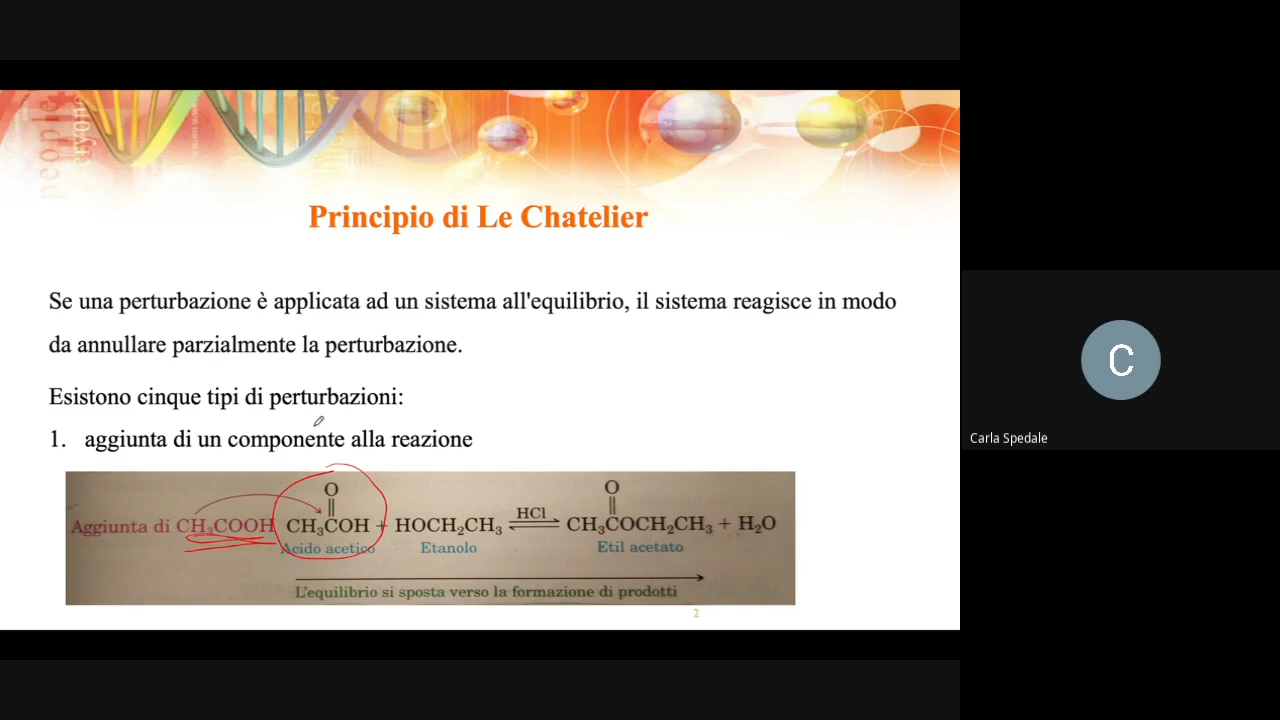 people
eryone
Principio di Le Chatelier
Se una perturbazione è applicata ad un sistema all'equilibrio, il sistema reagisce in modo
da annullare parzialmente la perturbazione.
Esistono cinque tipi di perturbazioni:
1. aggiunta di un componente alla reazione
O O
||  ||
Aggiunta di CH₃COOH CH₃COH + HOCH₂CH₃ HCl ⇌ CH₃COCH₂CH₃ + H₂O
Acido acetico Etanolo Etil acetato
L'equilibrio si sposta verso la formazione di prodotti
2
C
Carla Spedale